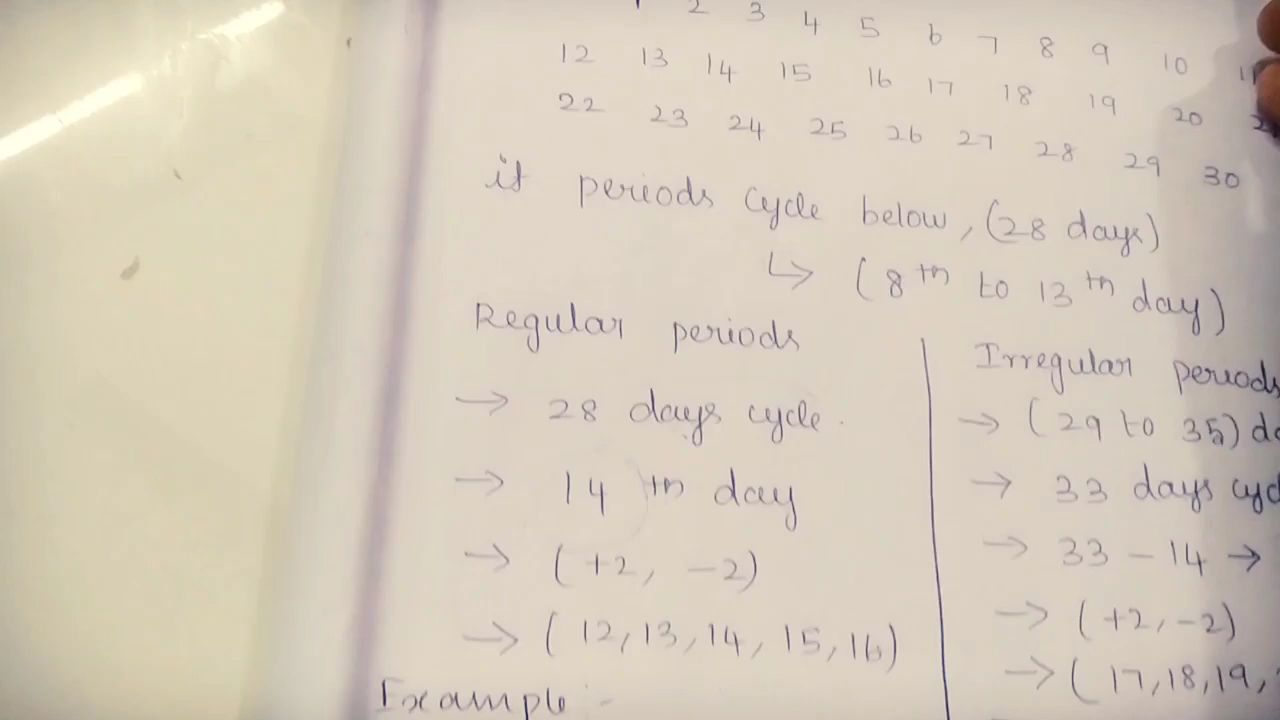 2 3 4 5 6 7 8 9 10
12 13 14 15 16 17 18 19 20
22 23 24 25 26 27 28 29 30
if periods cycle below, (28 days)
↳ (8th to 13th day)
Regular periods
→ 28 days cycle.
→ 14th day
→ (+2, -2)
→ (12, 13, 14, 15, 16)
Example :-
Irregular periods
→ (29 to 35)
→ 33 days
→ 33 - 14 →
→ (+2, -2)
→ (17, 18, 19,